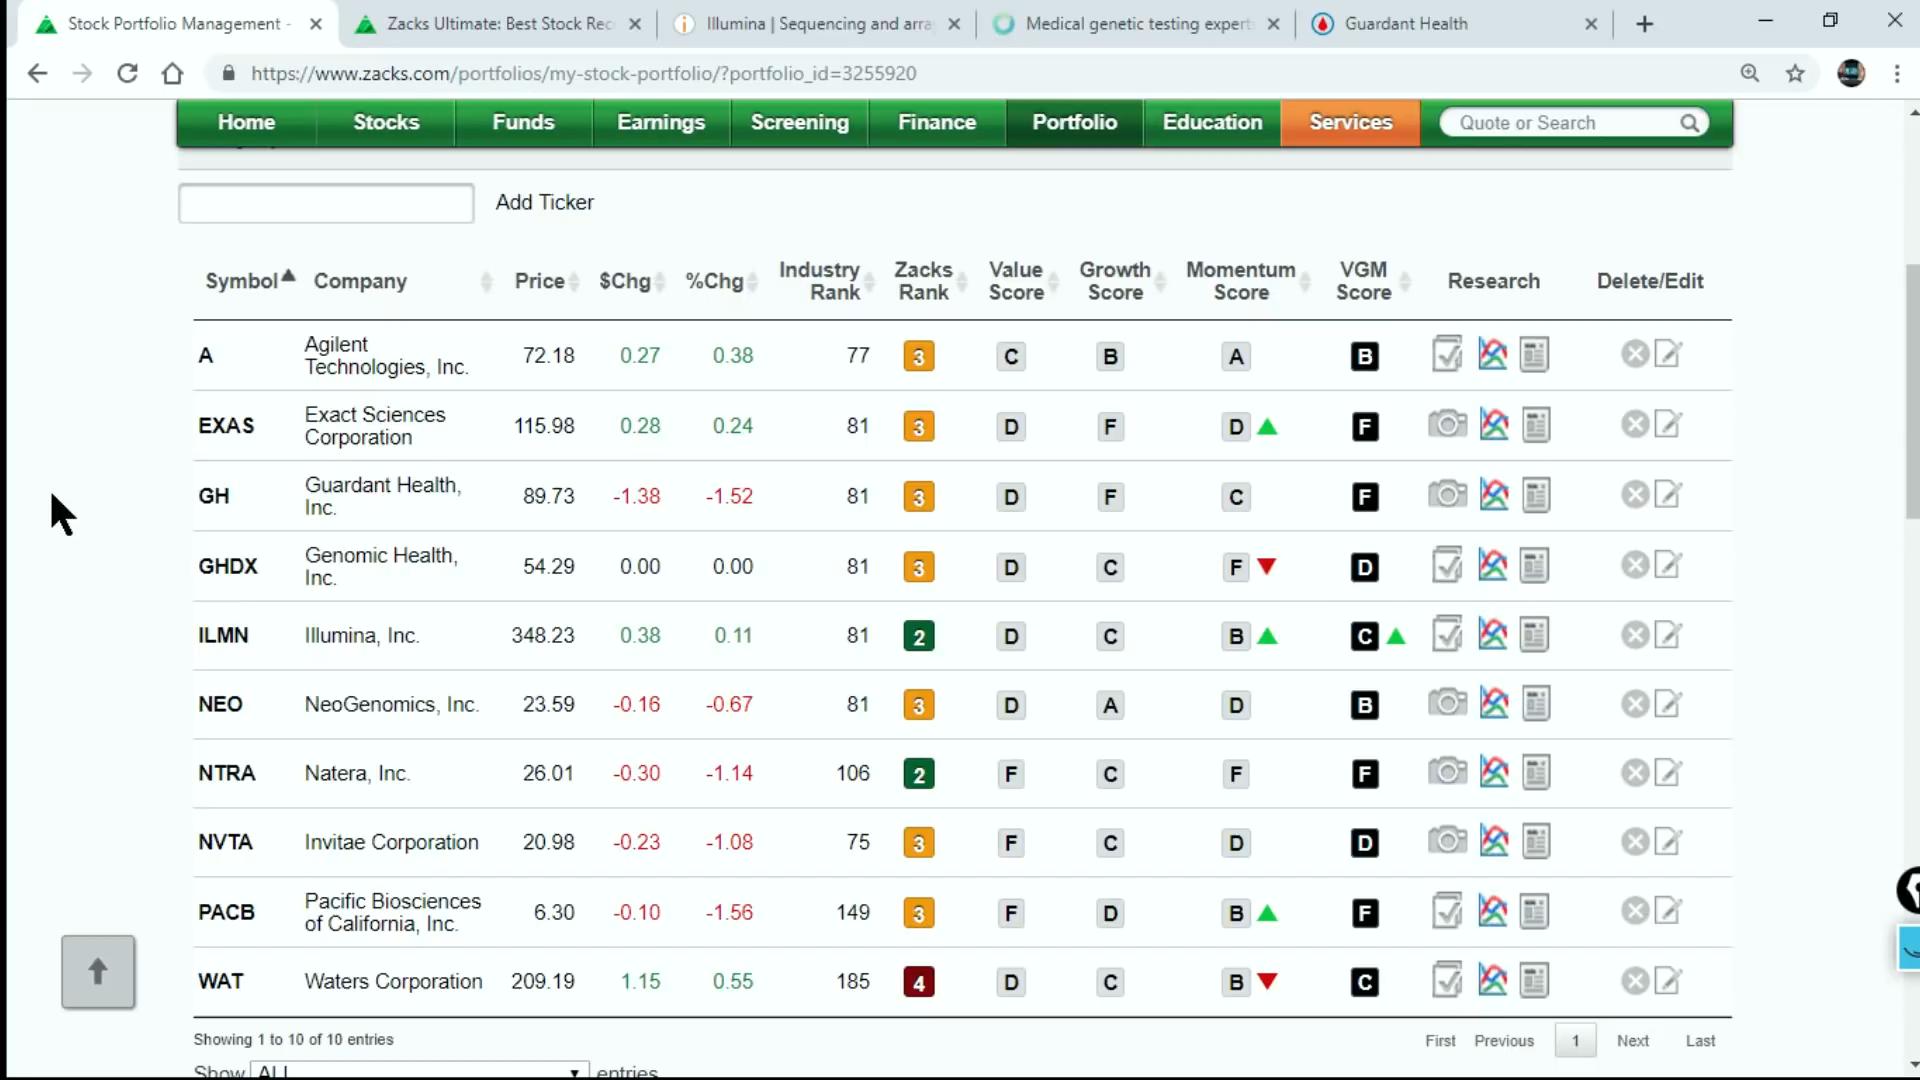 Stock Portfolio Management -
Zacks Ultimate: Best Stock Rec
Illumina | Sequencing and arra
Medical genetic testing expert
Guardant Health
https://www.zacks.com/portfolios/my-stock-portfolio/?portfolio_id=3255920
Home Stocks Funds Earnings Screening Finance Portfolio Education Services Quote or Search
Add Ticker
Symbol Company Price $Chg %Chg Industry Rank Zacks Rank Value Score Growth Score Momentum Score VGM Score Research Delete/Edit
A Agilent Technologies, Inc. 72.18 0.27 0.38 77 3 C B A B
EXAS Exact Sciences Corporation 115.98 0.28 0.24 81 3 D F D F
GH Guardant Health, Inc. 89.73 -1.38 -1.52 81 3 D F C F
GHDX Genomic Health, Inc. 54.29 0.00 0.00 81 3 D C F D
ILMN Illumina, Inc. 348.23 0.38 0.11 81 2 D C B C
NEO NeoGenomics, Inc. 23.59 -0.16 -0.67 81 3 D A D B
NTRA Natera, Inc. 26.01 -0.30 -1.14 106 2 F C F F
NVTA Invitae Corporation 20.98 -0.23 -1.08 75 3 F C D D
PACB Pacific Biosciences of California, Inc. 6.30 -0.10 -1.56 149 3 F D B F
WAT Waters Corporation 209.19 1.15 0.55 185 4 D C B C
Showing 1 to 10 of 10 entries
First Previous 1 Next Last
Show ALL entries